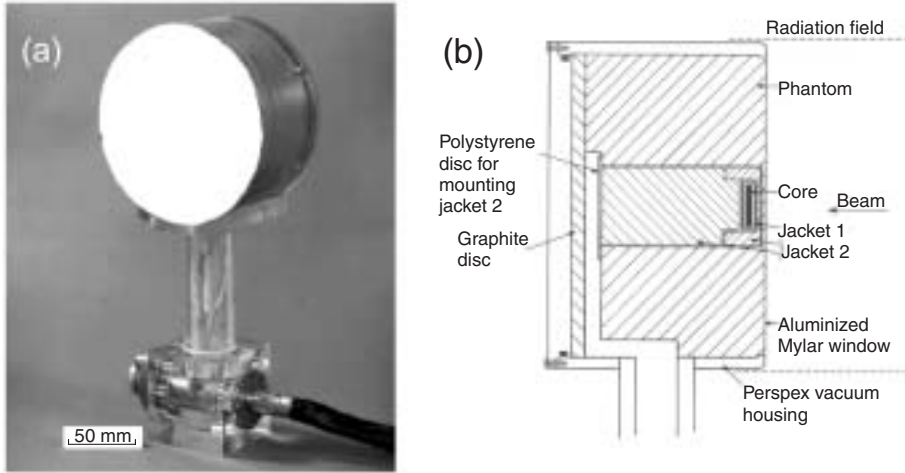 (a)
50 mm
(b)
Radiation field
Phantom
Polystyrene
disc for
mounting
jacket 2
Graphite
disc
Core
Beam
Jacket 1
Jacket 2
Aluminized
Mylar window
Perspex vacuum
housing